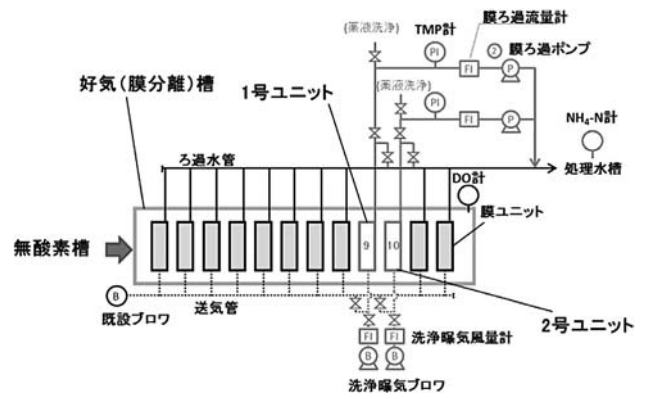 (薬液洗浄)
TMP計
膜ろ過流量計
PI
FI
② 膜ろ過ポンプ
P
好気(膜分離)槽
1号ユニット
(薬液洗浄)
PI
FI
P
NH₄-N計
ろ過水管
処理水槽
DO計
膜ユニット
無酸素槽
9
10
B
送気管
既設ブロワ
2号ユニット
FI
FI
洗浄曝気風量計
B
B
洗浄曝気ブロワ